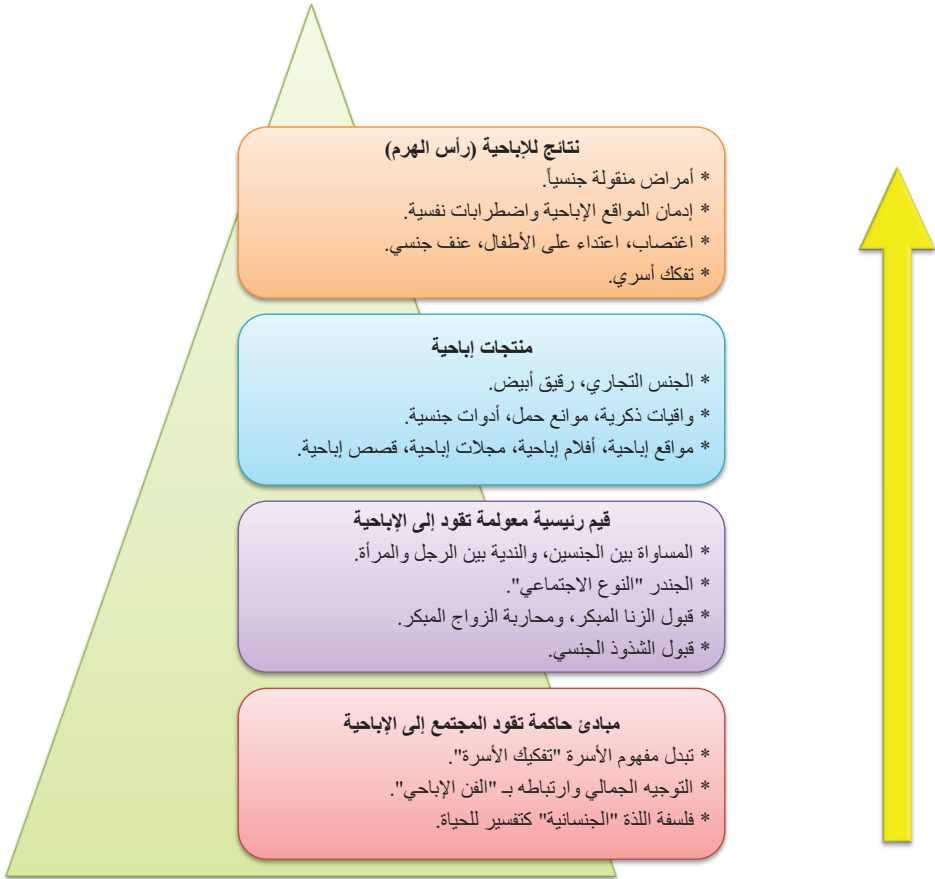 نتائج للإباحية (رأس الهرم)
* أمراض منقولة جنسياً.
* إدمان المواقع الإباحية واضطرابات نفسية.
* اغتصاب، اعتداء على الأطفال، عنف جنسي.
* تفكك أسري.
منتجات إباحية
* الجنس التجاري، رقيق أبيض.
* واقيات ذكرية، موانع حمل، أدوات جنسية.
* مواقع إباحية، أفلام إباحية، مجلات إباحية، قصص إباحية.
قيم رئيسية معولمة تقود إلى الإباحية
* المساواة بين الجنسين، والندية بين الرجل والمرأة.
* الجندر "النوع الاجتماعي".
* قبول الزنا المبكر، ومحاربة الزواج المبكر.
* قبول الشذوذ الجنسي.
مبادئ حاكمة تقود المجتمع إلى الإباحية
* تبدل مفهوم الأسرة "تفكيك الأسرة".
* التوجيه الجمالي وارتباطه بـ "الفن الإباحي".
* فلسفة اللذة "الجنسانية" كتفسير للحياة.